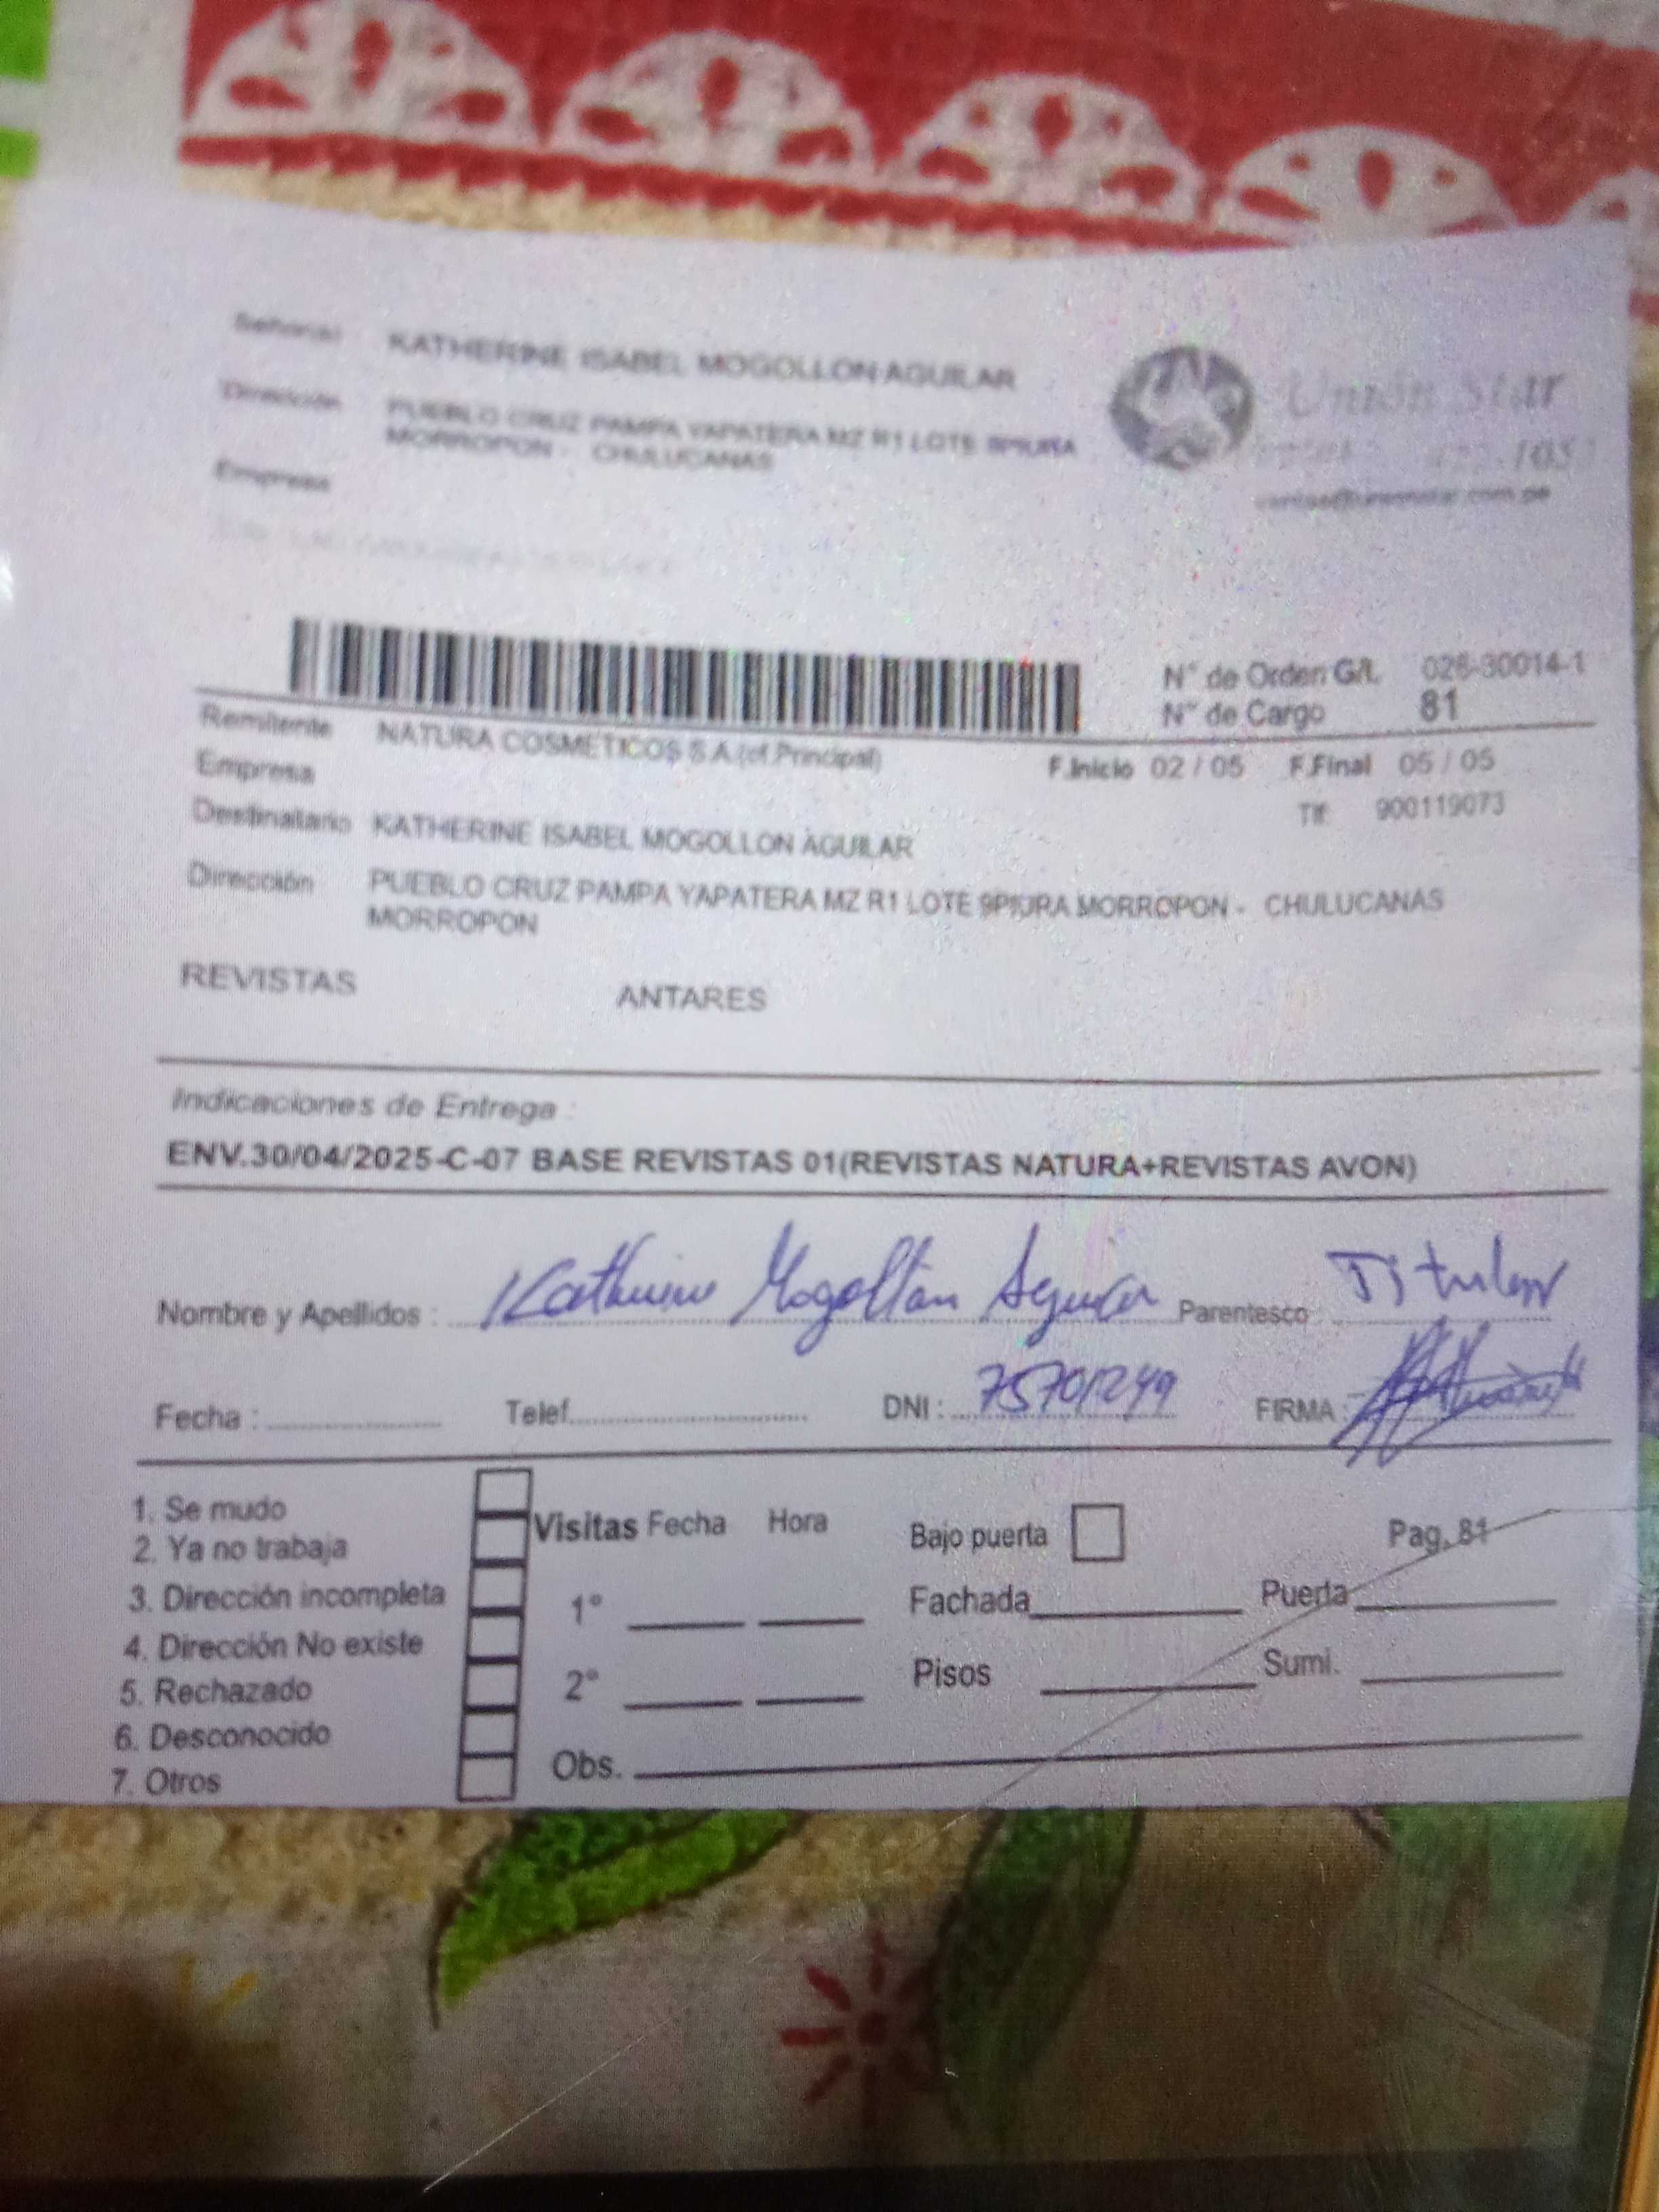 Señor(a) KATHERINE ISABEL MOGOLLON AGUILAR
Unión Star
Dirección PUEBLO CRUZ PAMPA YAPATERA MZ R1 LOTE 9PIURA
MORROPON - CHULUCANAS
Empresa
ventas@unionstar.com.pe
N° de Orden G/L 026-30014-1
N° de Cargo 81
Remitente NATURA COSMETICOS S.A.(of.Principal)
Empresa F.Inicio 02 / 05 F.Final 05 / 05
Tlf: 900119073
Destinatario KATHERINE ISABEL MOGOLLON AGUILAR
Dirección PUEBLO CRUZ PAMPA YAPATERA MZ R1 LOTE 9PIURA MORROPON - CHULUCANAS
MORROPON
REVISTAS ANTARES
Indicaciones de Entrega :
ENV.30/04/2025-C-07 BASE REVISTAS 01(REVISTAS NATURA+REVISTAS AVON)
Nombre y Apellidos : Katherine Mogollón Aguilar Parentesco Titular
Fecha : Telef. DNI : 75701249 FIRMA :
1. Se mudo
2. Ya no trabaja
3. Dirección incompleta
4. Dirección No existe
5. Rechazado
6. Desconocido
7. Otros
Visitas Fecha Hora
1°
2°
Obs.
Bajo puerta Pag. 81
Fachada Puerta
Pisos Sumi.